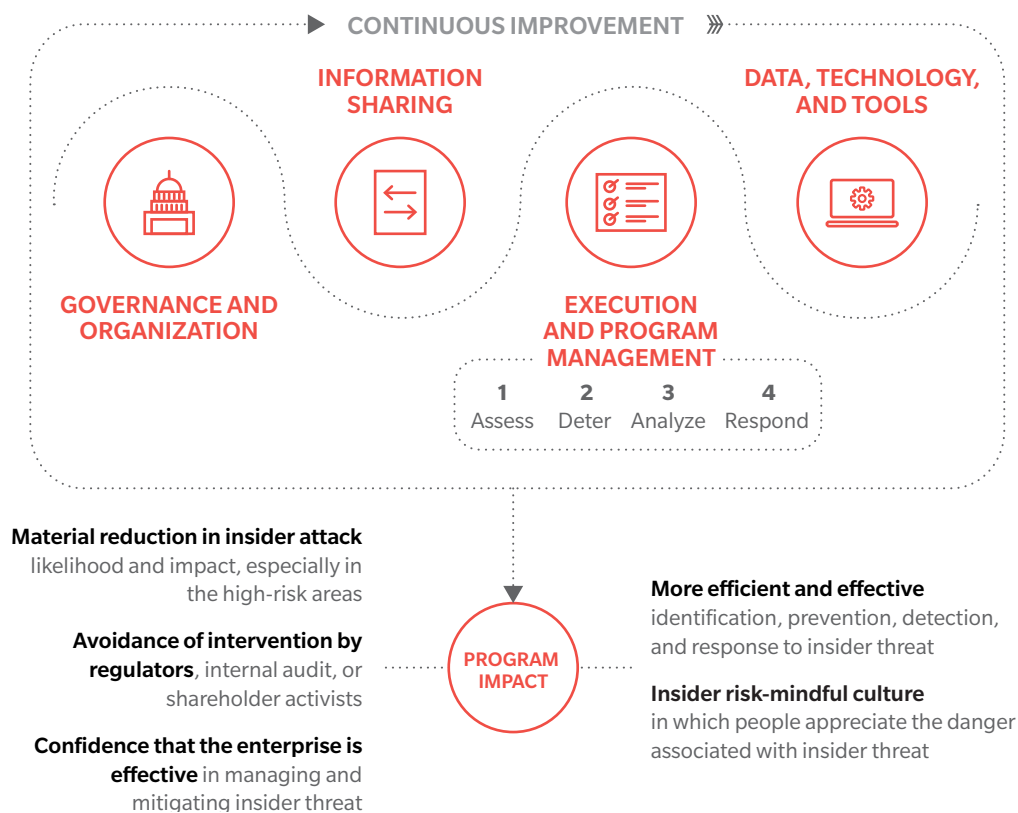 CONTINUOUS IMPROVEMENT
INFORMATION
SHARING
DATA, TECHNOLOGY,
AND TOOLS
GOVERNANCE AND
ORGANIZATION
EXECUTION
AND PROGRAM
MANAGEMENT
1 2 3 4
Assess Deter Analyze Respond
Material reduction in insider attack
likelihood and impact, especially in
the high-risk areas
Avoidance of intervention by
regulators, internal audit, or
shareholder activists
Confidence that the enterprise is
effective in managing and
mitigating insider threat
PROGRAM
IMPACT
More efficient and effective
identification, prevention, detection,
and response to insider threat
Insider risk-mindful culture
in which people appreciate the danger
associated with insider threat